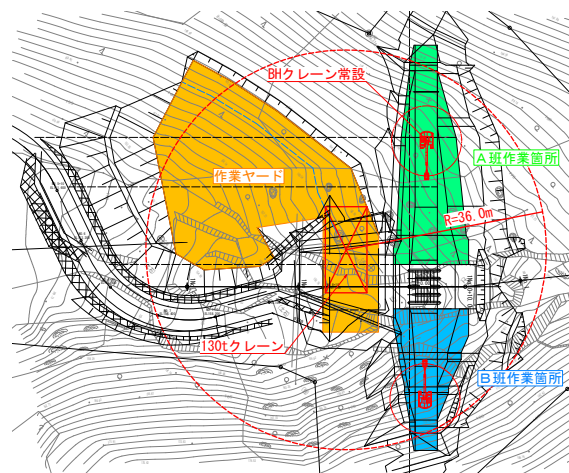 BHクレーン常設
A班作業箇所
作業ヤード
R=36.0m
130tクレーン
B班作業箇所